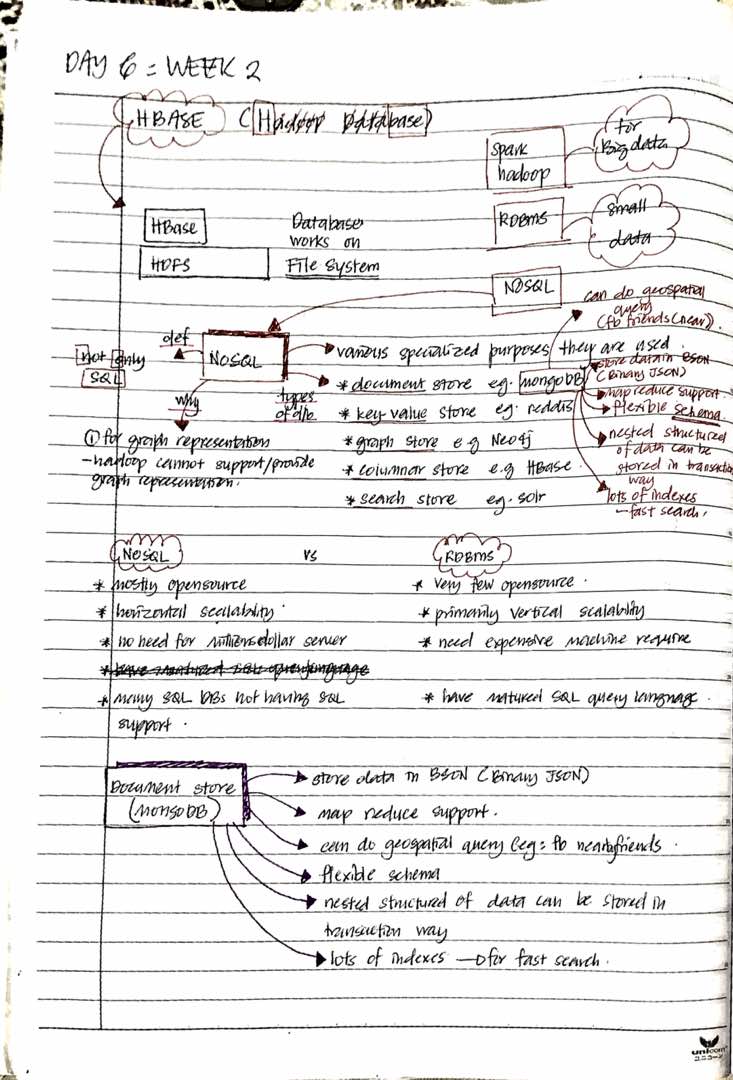 DAY 6 = WEEK 2
HBASE (Hadoop Database)
for
Big data
spark
hadoop
HBase
HDFS
Database
works on
File System
RDBMS
small
data
NOSQL
can do geospatial
query
(fb friends (near))
def
not only
SQL
NOSQL
various specialized purposes they are used
store data in BSON
(Binary JSON)
why
types
of d/b
* document store eg. mongoDB
map reduce support
* key value store eg. reddis
flexible schema
① for graph representation
- hadoop cannot support/provide
graph representation.
* graph store e.g Neo4j
nested structured
of data can be
stored in transaction
way
* columnar store e.g HBase
* search store eg. solr
lots of indexes
- fast search.
NOSQL vs RDBMS
* mostly opensource
* very few opensource.
* horizontal scallability.
* primarily vertical scalability
* no need for millions dollar server
* need expensive machine require
* have matured SQL query language
* many SQL DBs not having SQL
support.
* have matured SQL query language.
Document store
(MongoDB)
store data in BSON (Binary JSON)
map reduce support.
can do geospatial query (eg: fb nearbyfriends.
flexible schema
nested structured of data can be stored in
transaction way
lots of indexes → for fast search.
unicorn